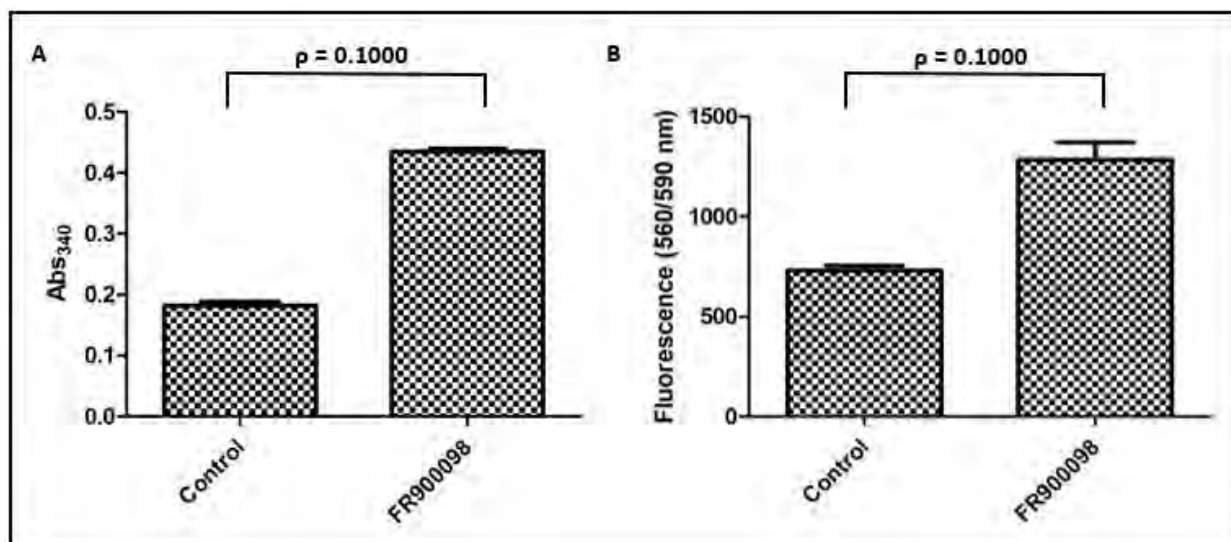 A
ρ = 0.1000
0.5
0.4
0.3
0.2
0.1
0.0
Abs340
Control
FR900098
B
ρ = 0.1000
1500
1000
500
0
Fluorescence (560/590 nm)
Control
FR900098